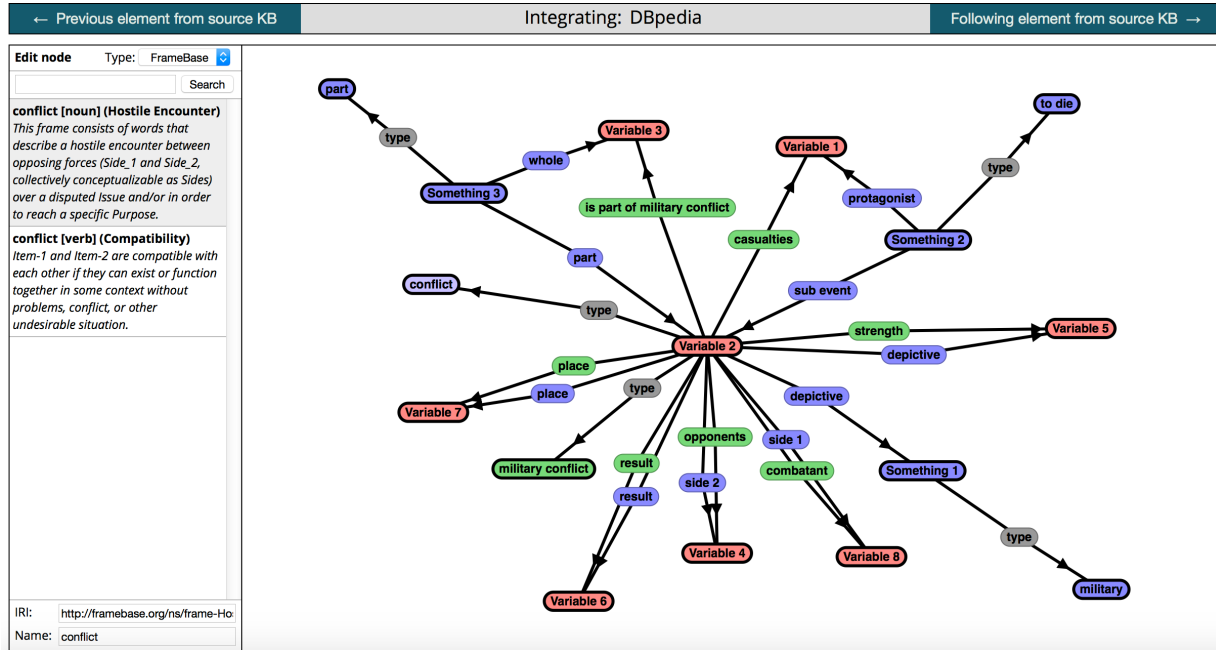 ← Previous element from source KB
Integrating: DBpedia
Following element from source KB →
Edit node
Type: FrameBase
Search
conflict [noun] (Hostile Encounter)
This frame consists of words that
describe a hostile encounter between
opposing forces (Side_1 and Side_2,
collectively conceptualizable as Sides)
over a disputed Issue and/or in order
to reach a specific Purpose.
conflict [verb] (Compatibility)
Item-1 and Item-2 are compatible with
each other if they can exist or function
together in some context without
problems, conflict, or other
undesirable situation.
IRI: http://framebase.org/ns/frame-Ho
Name: conflict
part
to die
type
Variable 3
Variable 1
whole
type
Something 3
protagonist
is part of military conflict
casualties
Something 2
part
conflict
sub event
type
strength
Variable 5
Variable 2
depictive
place
type
place
depictive
Variable 7
opponents
side 1
military conflict
result
combatant
Something 1
side 2
result
type
Variable 4
Variable 8
military
Variable 6